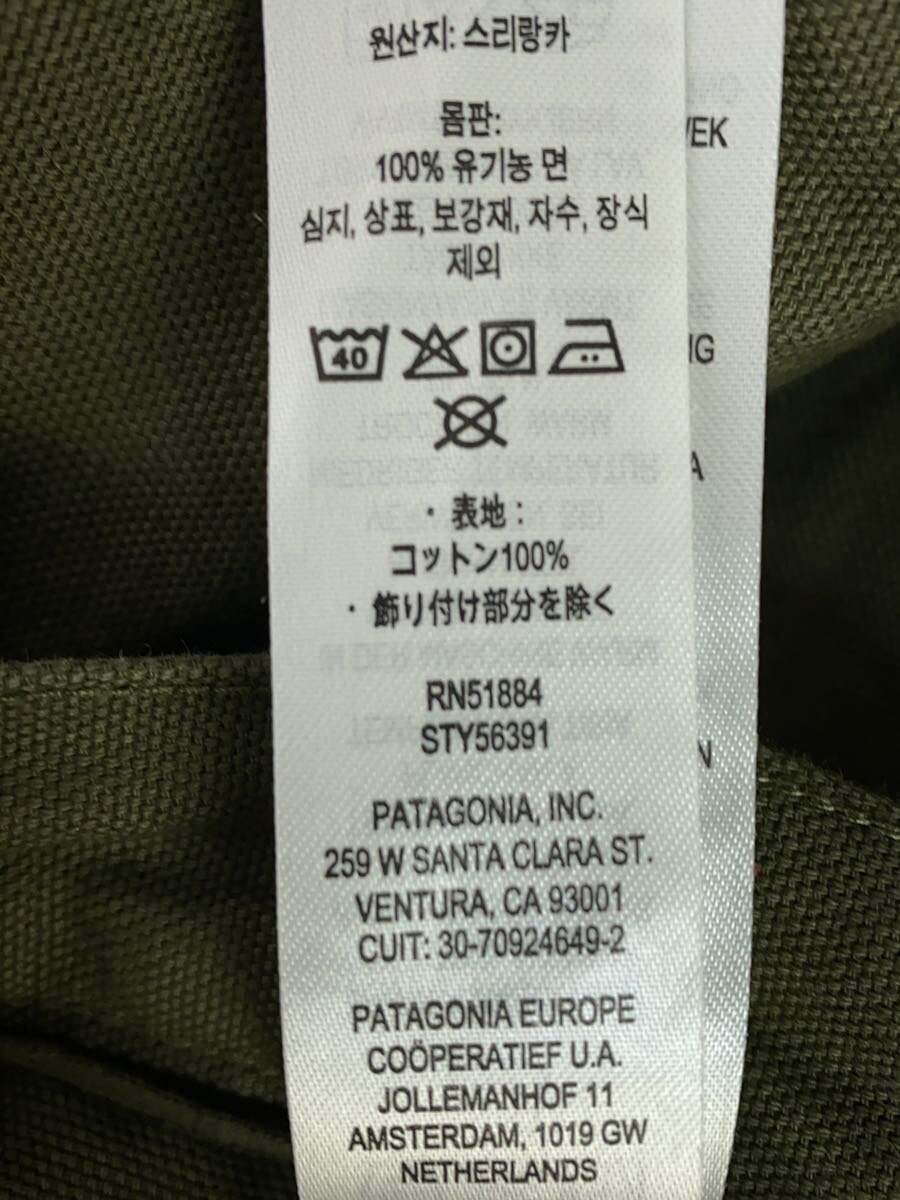 원산지: 스리랑카
몸판:
100% 유기농 면
심지, 상표, 보강재, 자수, 장식
제외
40
・ 表地 :
コットン100%
・ 飾り付け部分を除く
RN51884
STY56391
PATAGONIA, INC.
259 W SANTA CLARA ST.
VENTURA, CA 93001
CUIT: 30-70924649-2
PATAGONIA EUROPE
COÖPERATIEF U.A.
JOLLEMANHOF 11
AMSTERDAM, 1019 GW
NETHERLANDS